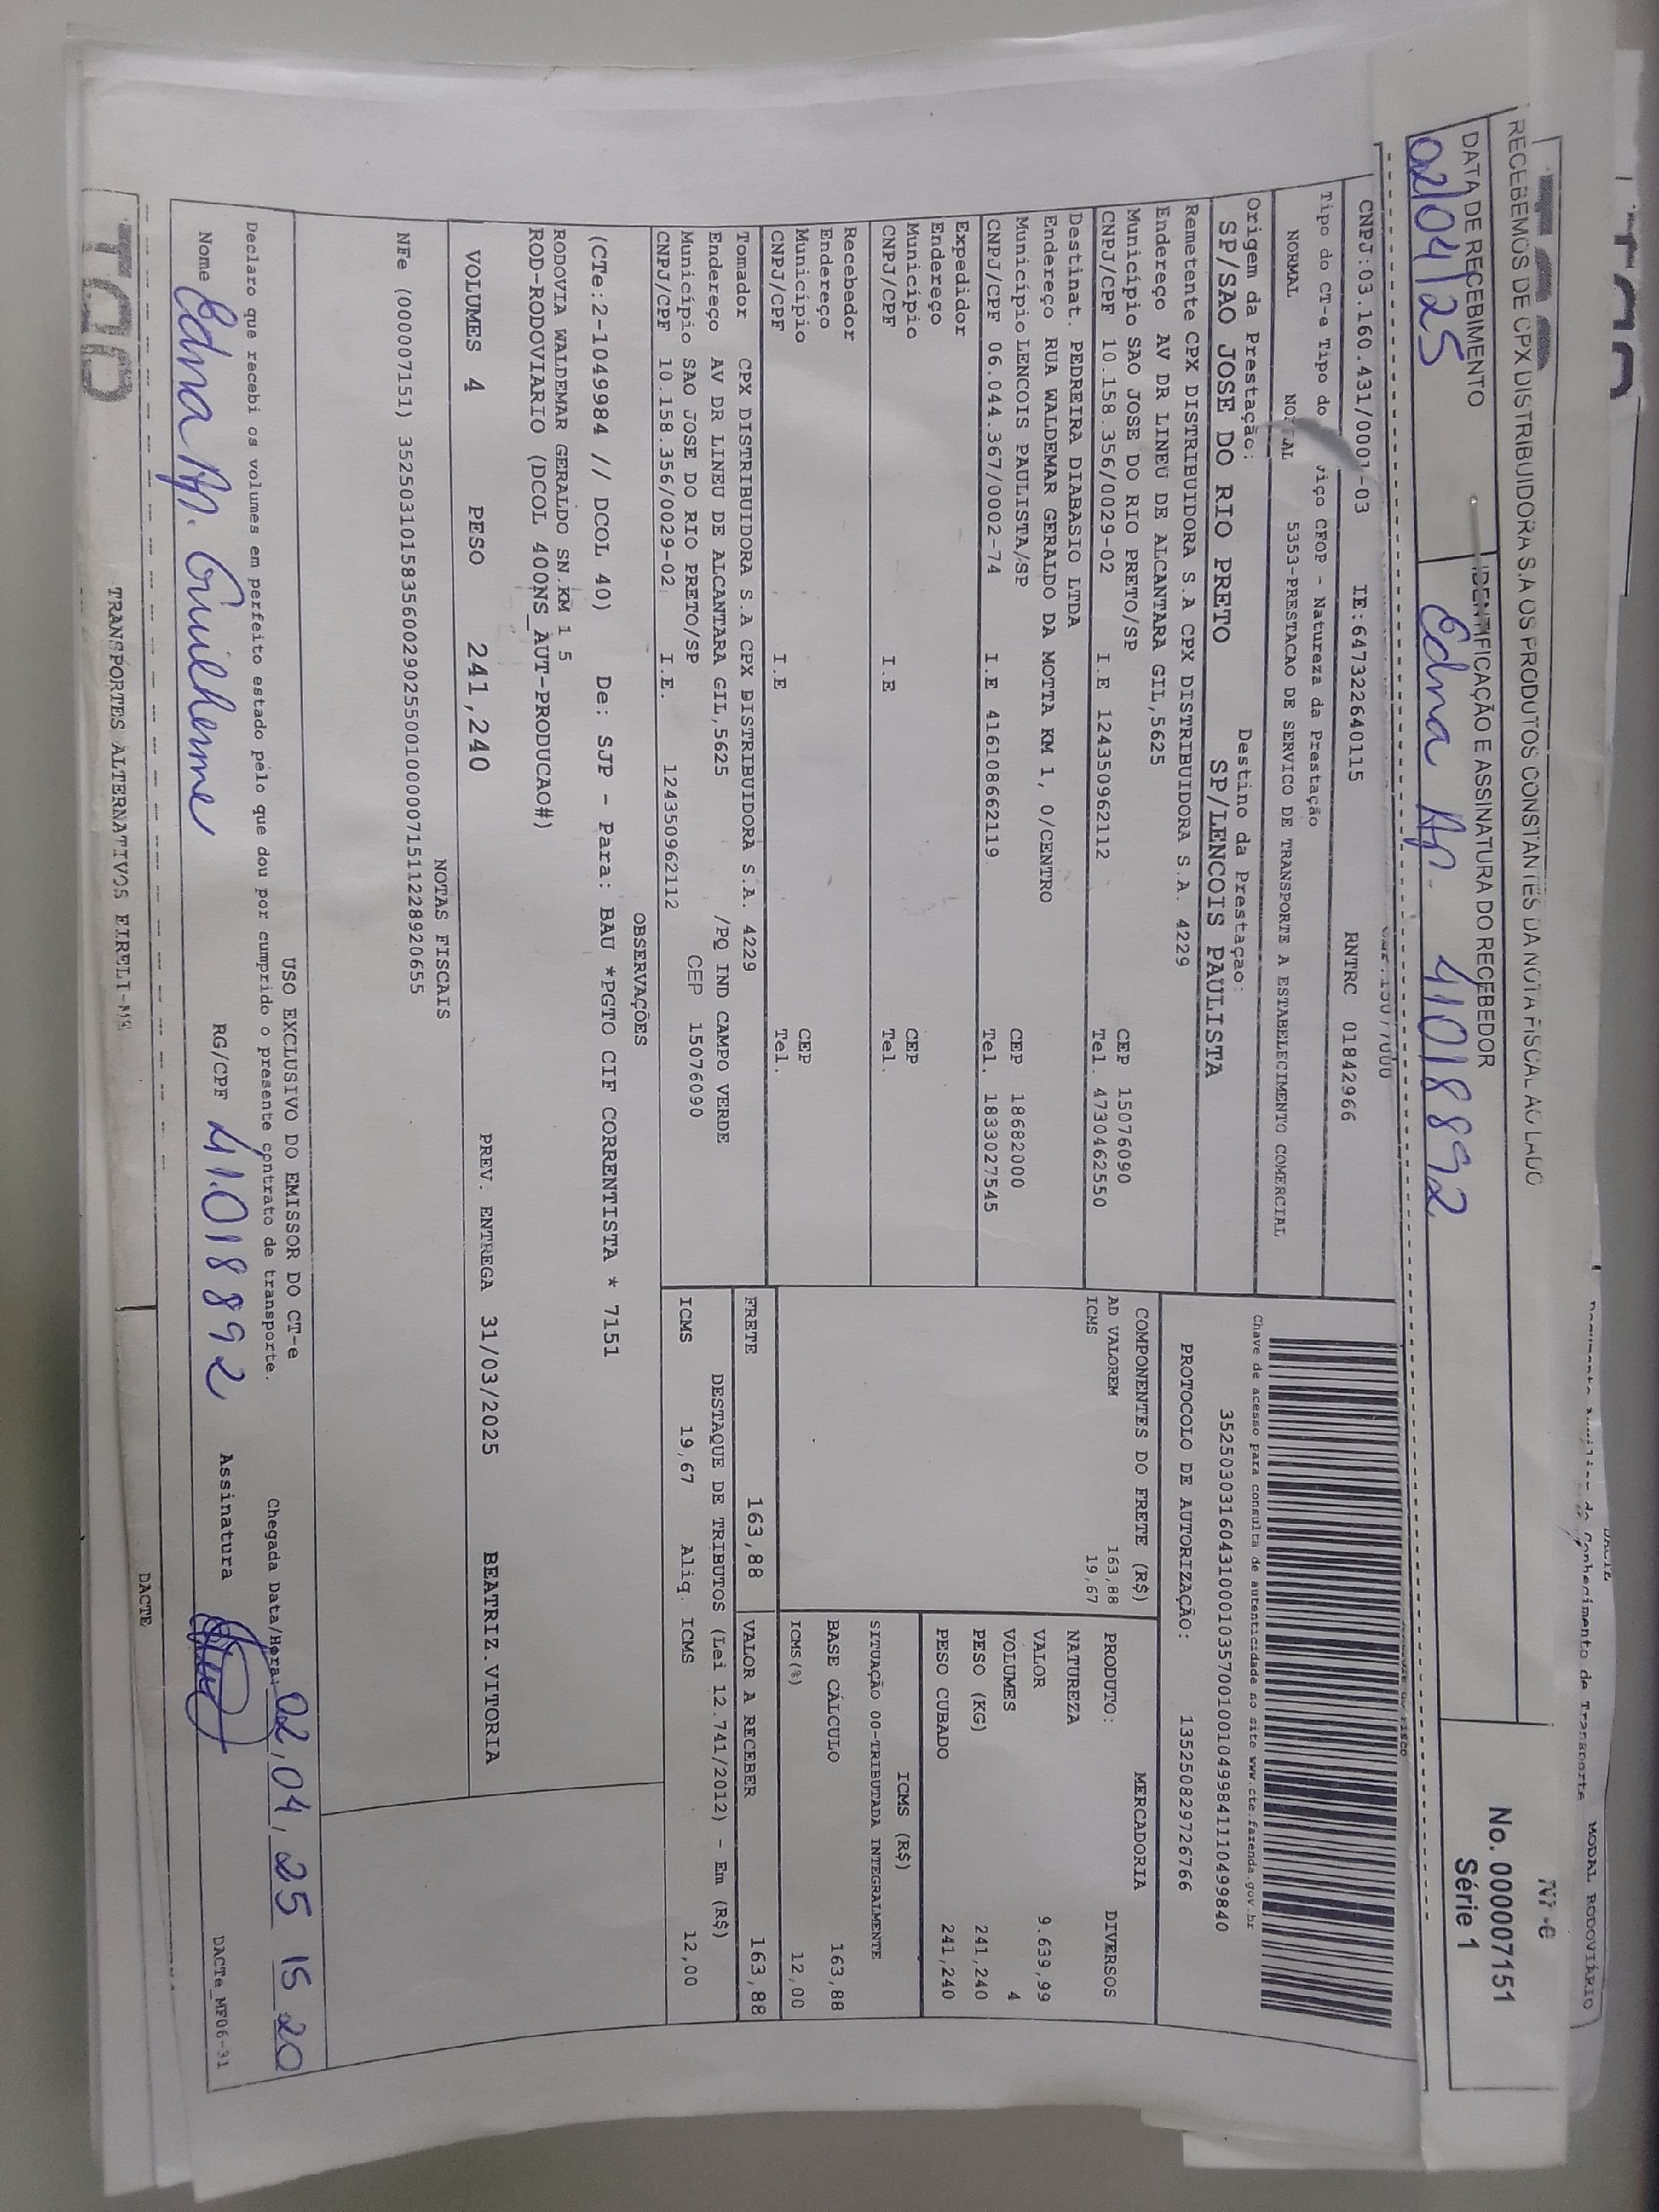 DACTE
MODAL RODOVIÁRIO
RECEBEMOS DE CPX DISTRIBUIDORA S.A OS PRODUTOS CONSTANTES DA NOTA FISCAL AO LADO
NF-e
No. 000007151
Série 1
DATA DE RECEBIMENTO
IDENTIFICAÇÃO E ASSINATURA DO RECEBEDOR
02/04/25
Edna Ap. 41018892
CNPJ:03.160.431/0001-03 IE:647322640115 RNTRC 01842966
Tipo do CT-e Tipo do viço CFOP - Natureza da Prestação
NORMAL 5353-PRESTACAO DE SERVICO DE TRANSPORTE A ESTABELECIMENTO COMERCIAL
Chave de acesso para consulta de autenticidade no site www.cte.fazenda.gov.br
35250303160431000103570010010499841110499840
Origem da Prestação: Destino da Prestação:
SP/SAO JOSE DO RIO PRETO SP/LENCOIS PAULISTA
PROTOCOLO DE AUTORIZAÇÃO: 135250829726766
Remetente CPX DISTRIBUIDORA S.A CPX DISTRIBUIDORA S.A. 4229
Endereço AV DR LINEU DE ALCANTARA GIL,5625
Município SAO JOSE DO RIO PRETO/SP CEP 15076090
CNPJ/CPF 10.158.356/0029-02 I.E 124350962112 Tel. 4730462550
Destinat. PEDREIRA DIABASIO LTDA
Endereço RUA WALDEMAR GERALDO DA MOTTA KM 1, 0/CENTRO
Município LENCOIS PAULISTA/SP CEP 18682000
CNPJ/CPF 06.044.367/0002-74 I.E 416108662119 Tel. 1833027545
Expedidor
Endereço
Município CEP
CNPJ/CPF I.E Tel.
Recebedor
Endereço
Município CEP
CNPJ/CPF I.E Tel.
COMPONENTES DO FRETE (R$)
AD VALOREM 163,88
ICMS 19,67
MERCADORIA
PRODUTO: DIVERSOS
NATUREZA
VALOR 9.639,99
VOLUMES 4
PESO (KG) 241,240
PESO CUBADO 241,240
ICMS (R$)
SITUAÇÃO 00-TRIBUTADA INTEGRALMENTE
BASE CÁLCULO 163,88
ICMS(%) 12,00
Tomador CPX DISTRIBUIDORA S.A CPX DISTRIBUIDORA S.A. 4229
Endereço AV DR LINEU DE ALCANTARA GIL,5625 /PQ IND CAMPO VERDE
Município SAO JOSE DO RIO PRETO/SP CEP 15076090
CNPJ/CPF 10.158.356/0029-02 I.E. 124350962112
FRETE 163,88 VALOR A RECEBER 163,88
DESTAQUE DE TRIBUTOS (Lei 12.741/2012) - Em (R$)
ICMS 19,67 Aliq. ICMS 12,00
OBSERVAÇÕES
(CTe:2-1049984 // DCOL 40) De: SJP - Para: BAU *PGTO CIF CORRENTISTA * 7151
RODOVIA WALDEMAR GERALDO SN.KM 1 5
ROD-RODOVIARIO (DCOL 400NS_AUT-PRODUCAO#)
VOLUMES 4 PESO 241,240 PREV. ENTREGA 31/03/2025 BEATRIZ.VITORIA
NOTAS FISCAIS
NFe (000007151) 35250310158356002902550010000071511228920655
USO EXCLUSIVO DO EMISSOR DO CT-e
Declaro que recebi os volumes em perfeito estado pelo que dou por cumprido o presente contrato de transporte.
Chegada Data/Hora: 02,04,25 15 20
Nome Edna Ap. Guilherme RG/CPF 41.018892 Assinatura
DACTe_MF06-31
TRANSPORTES ALTERNATIVOS EIRELI-ME
DACTE